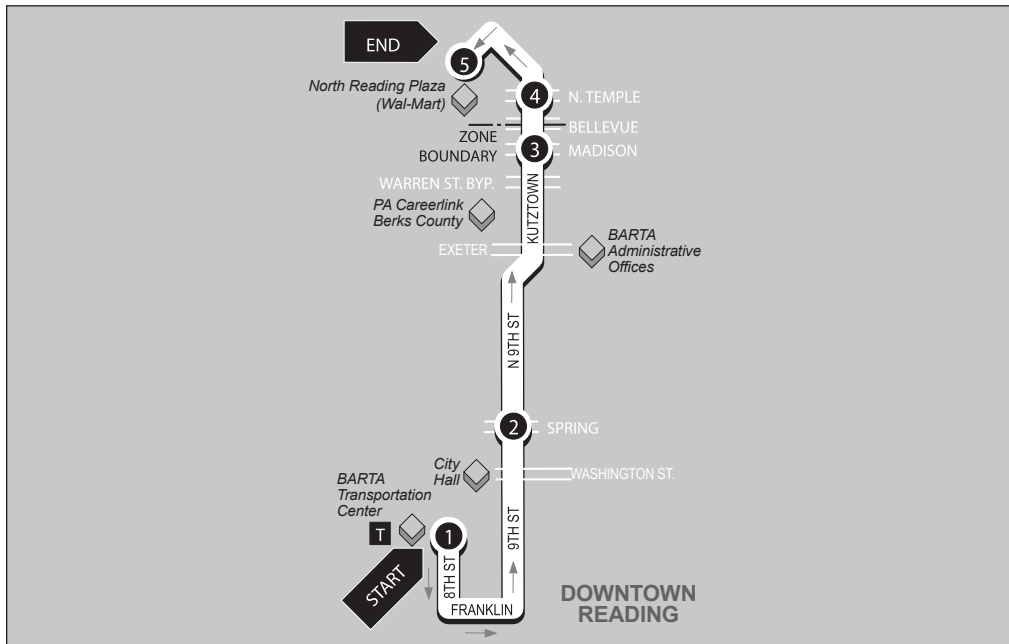 END
5
North Reading Plaza
(Wal-Mart)
4
N. TEMPLE
BELLEVUE
ZONE
BOUNDARY
3
MADISON
WARREN ST. BYP.
KUTZTOWN
PA Careerlink
Berks County
EXETER
BARTA
Administrative
Offices
N 9TH ST
2
SPRING
City
Hall
WASHINGTON ST.
BARTA
Transportation
Center
T
1
9TH ST
8TH ST
START
FRANKLIN
DOWNTOWN
READING